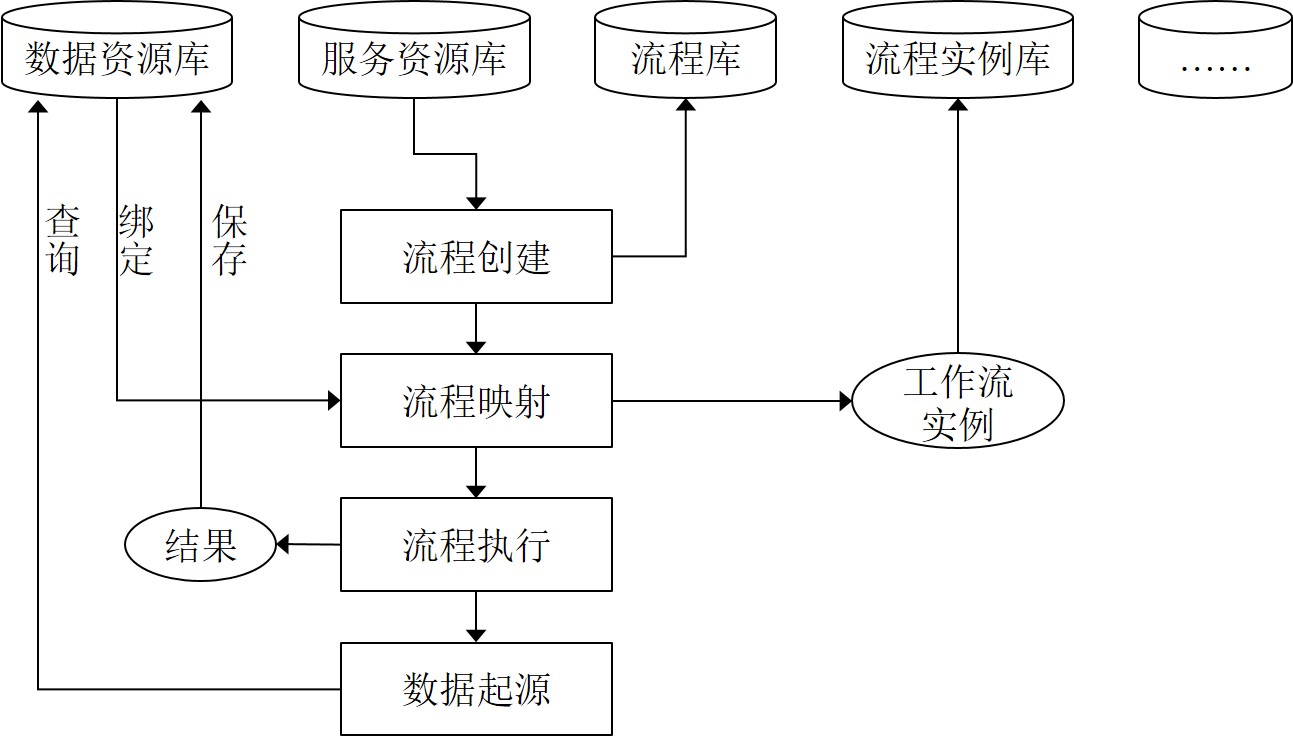 数据资源库
服务资源库
流程库
流程实例库
……
查询
绑定
保存
流程创建
流程映射
工作流
实例
结果
流程执行
数据起源